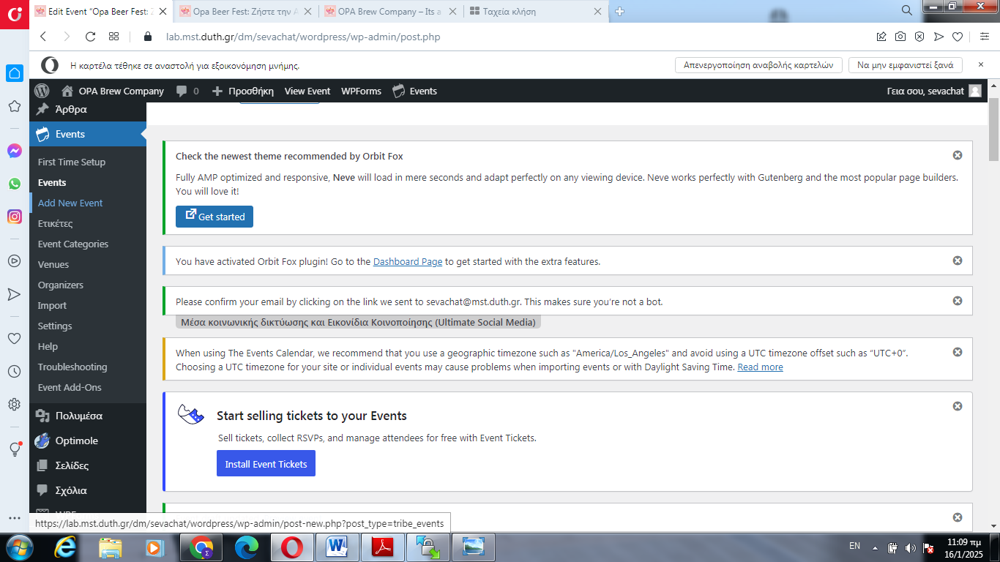 Edit Event “Opa Beer Fest:
Opa Beer Fest: Ζήστε την
OPA Brew Company – Its a
Ταχεία κλήση
lab.mst.duth.gr/dm/sevachat/wordpress/wp-admin/post.php
Η καρτέλα τέθηκε σε αναστολή για εξοικονόμηση μνήμης.
Απενεργοποίηση αναβολής καρτελών
Να μην εμφανιστεί ξανά
OPA Brew Company
0
Προσθήκη
View Event
WPForms
Events
Γεια σου, sevachat
Άρθρα
Events
First Time Setup
Events
Add New Event
Ετικέτες
Event Categories
Venues
Organizers
Import
Settings
Help
Troubleshooting
Event Add-Ons
Πολυμέσα
Optimole
Σελίδες
Σχόλια
Check the newest theme recommended by Orbit Fox
Fully AMP optimized and responsive, Neve will load in mere seconds and adapt perfectly on any viewing device. Neve works perfectly with Gutenberg and the most popular page builders.
You will love it!
Get started
You have activated Orbit Fox plugin! Go to the Dashboard Page to get started with the extra features.
Please confirm your email by clicking on the link we sent to sevachat@mst.duth.gr. This makes sure you're not a bot.
Μέσα κοινωνικής δικτύωσης και Εικονίδια Κοινοποίησης (Ultimate Social Media)
When using The Events Calendar, we recommend that you use a geographic timezone such as "America/Los_Angeles" and avoid using a UTC timezone offset such as “UTC+0”.
Choosing a UTC timezone for your site or individual events may cause problems when importing events or with Daylight Saving Time. Read more
Start selling tickets to your Events
Sell tickets, collect RSVPs, and manage attendees for free with Event Tickets.
Install Event Tickets
https://lab.mst.duth.gr/dm/sevachat/wordpress/wp-admin/post-new.php?post_type=tribe_events
EN
11:09 πμ
16/1/2025